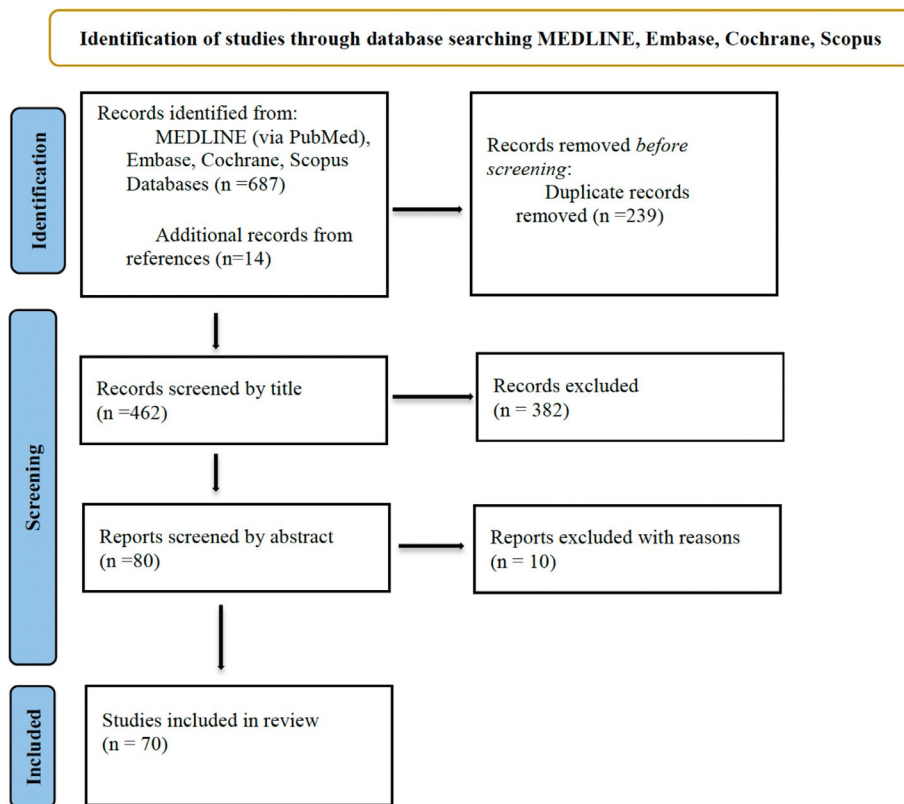 Identification of studies through database searching MEDLINE, Embase, Cochrane, Scopus
Identification
Records identified from:
MEDLINE (via PubMed),
Embase, Cochrane, Scopus
Databases (n =687)
Additional records from
references (n=14)
Records removed before
screening:
Duplicate records
removed (n =239)
Screening
Records screened by title
(n =462)
Records excluded
(n = 382)
Reports screened by abstract
(n =80)
Reports excluded with reasons
(n = 10)
Included
Studies included in review
(n = 70)